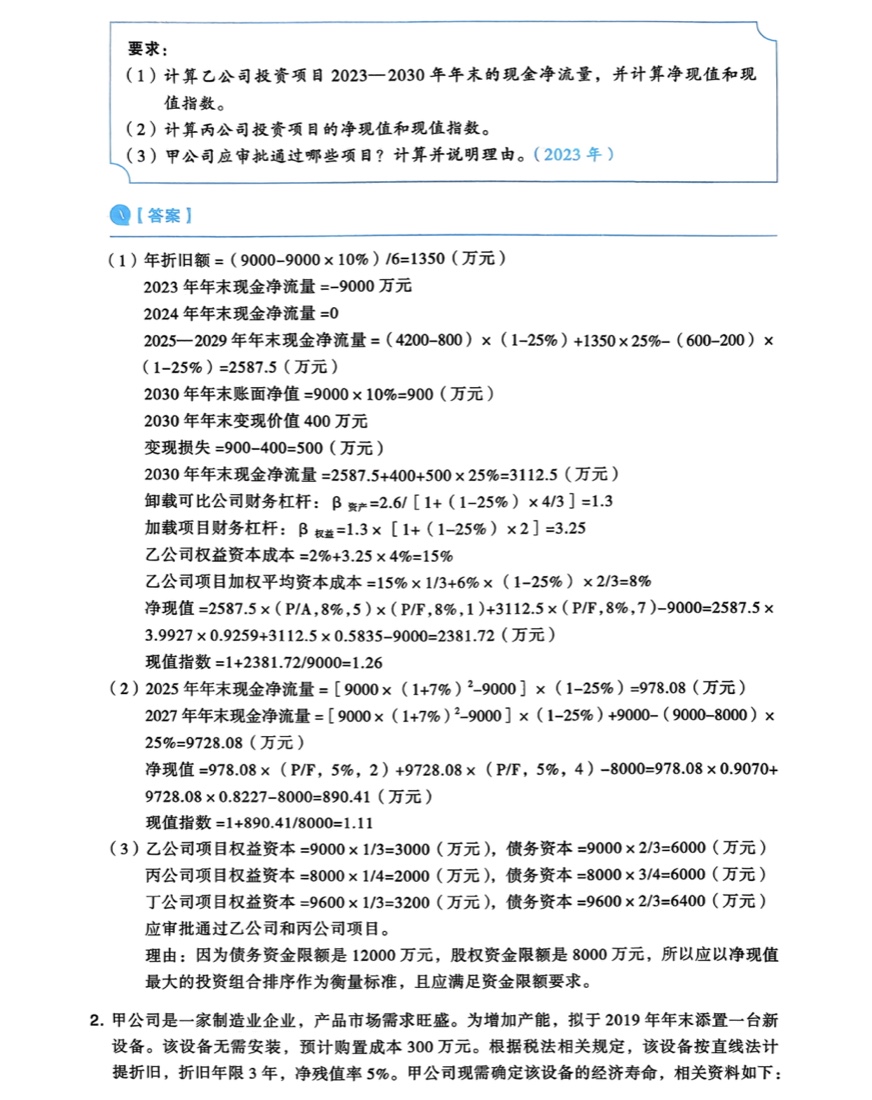 要求：
（1）计算乙公司投资项目 2023—2030 年年末的现金净流量，并计算净现值和现
值指数。
（2）计算丙公司投资项目的净现值和现值指数。
（3）甲公司应审批通过哪些项目？计算并说明理由。（2023 年）
【答案】
（1）年折旧额 =（9000-9000×10%）/6=1350（万元）
2023 年年末现金净流量 =-9000 万元
2024 年年末现金净流量 =0
2025—2029 年年末现金净流量 =（4200-800）×（1-25%）+1350×25%-（600-200）×
（1-25%）=2587.5（万元）
2030 年年末账面净值 =9000×10%=900（万元）
2030 年年末变现价值 400 万元
变现损失 =900-400=500（万元）
2030 年年末现金净流量 =2587.5+400+500×25%=3112.5（万元）
卸载可比公司财务杠杆：β资产=2.6/［1+（1-25%）×4/3］=1.3
加载项目财务杠杆：β权益=1.3×［1+（1-25%）×2］=3.25
乙公司权益资本成本 =2%+3.25×4%=15%
乙公司项目加权平均资本成本 =15%×1/3+6%×（1-25%）×2/3=8%
净现值 =2587.5×（P/A,8%,5）×（P/F,8%,1）+3112.5×（P/F,8%,7）-9000=2587.5×
3.9927×0.9259+3112.5×0.5835-9000=2381.72（万元）
现值指数 =1+2381.72/9000=1.26
（2）2025 年年末现金净流量 =［9000×（1+7%）²-9000］×（1-25%）=978.08（万元）
2027 年年末现金净流量 =［9000×（1+7%）²-9000］×（1-25%）+9000-（9000-8000）×
25%=9728.08（万元）
净现值 =978.08×（P/F，5%，2）+9728.08×（P/F，5%，4）-8000=978.08×0.9070+
9728.08×0.8227-8000=890.41（万元）
现值指数 =1+890.41/8000=1.11
（3）乙公司项目权益资本 =9000×1/3=3000（万元），债务资本 =9000×2/3=6000（万元）
丙公司项目权益资本 =8000×1/4=2000（万元），债务资本 =8000×3/4=6000（万元）
丁公司项目权益资本 =9600×1/3=3200（万元），债务资本 =9600×2/3=6400（万元）
应审批通过乙公司和丙公司项目。
理由：因为债务资金限额是 12000 万元，股权资金限额是 8000 万元，所以应以净现值
最大的投资组合排序作为衡量标准，且应满足资金限额要求。
2. 甲公司是一家制造业企业，产品市场需求旺盛。为增加产能，拟于 2019 年年末添置一台新
设备。该设备无需安装，预计购置成本 300 万元。根据税法相关规定，该设备按直线法计
提折旧，折旧年限 3 年，净残值率 5%。甲公司现需确定该设备的经济寿命，相关资料如下：